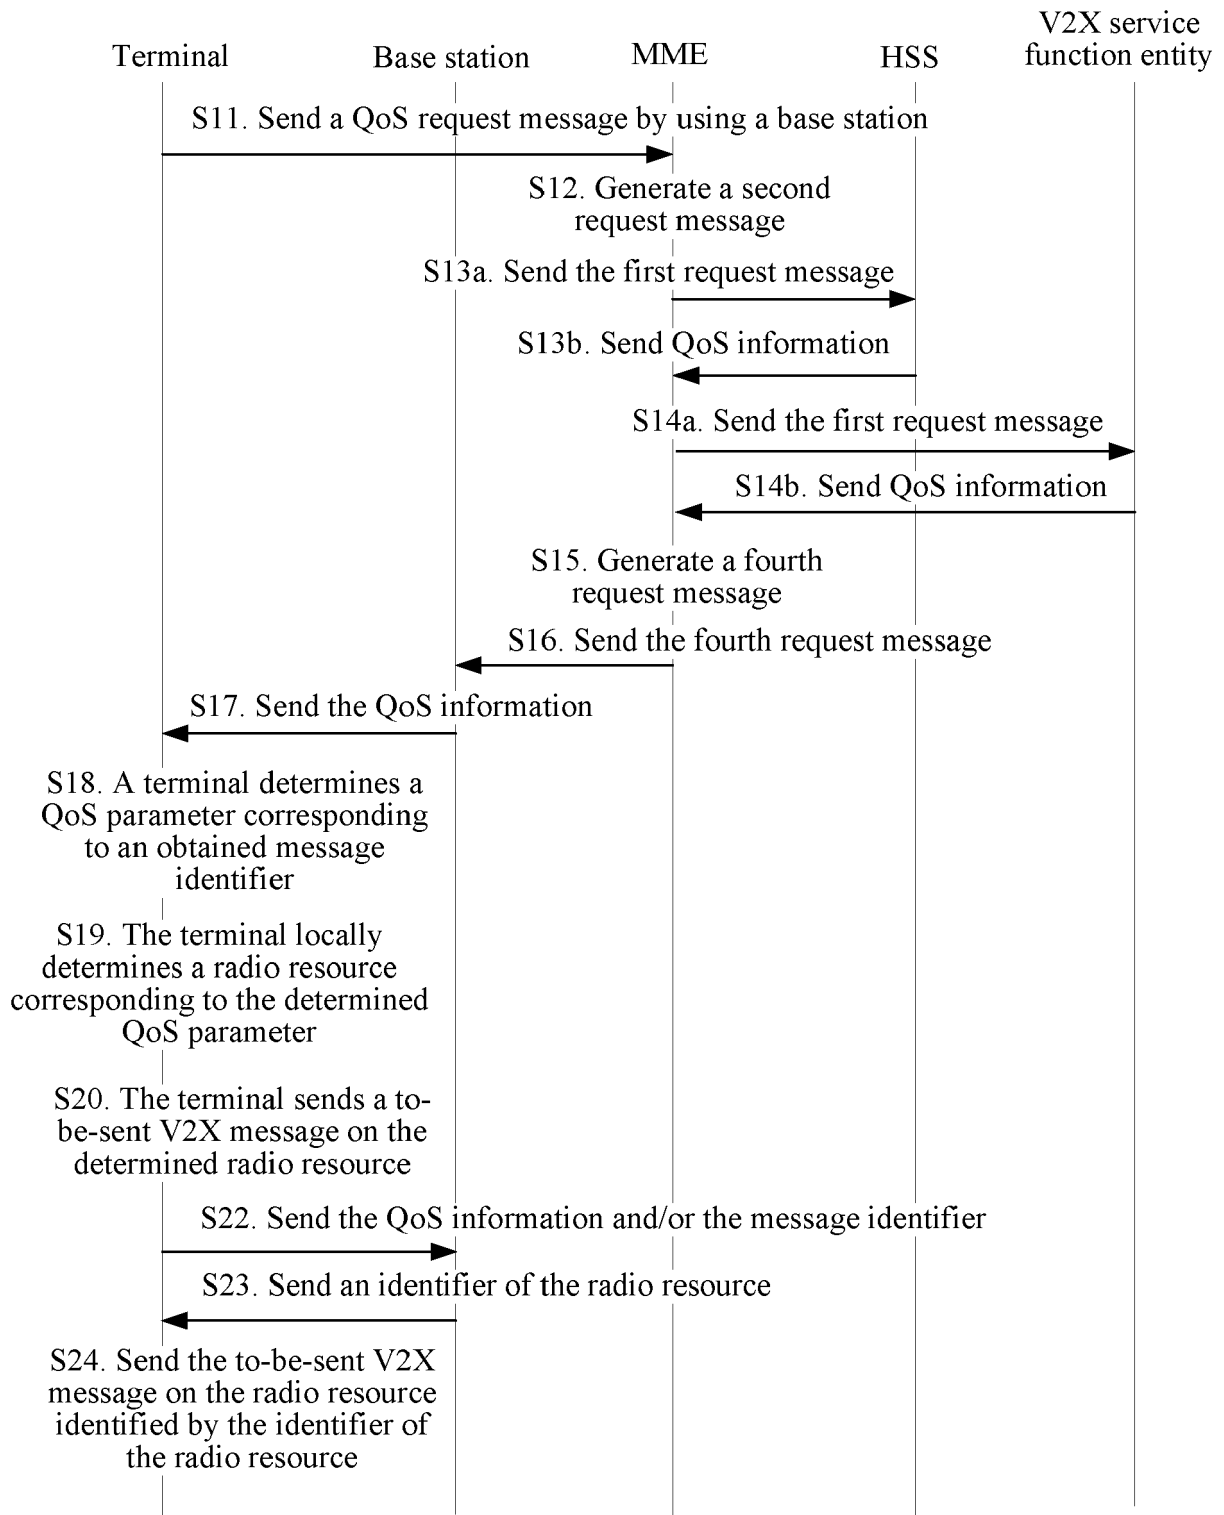 Terminal
Base station
MME
HSS
V2X service
function entity
S11. Send a QoS request message by using a base station
S12. Generate a second
request message
S13a. Send the first request message
S13b. Send QoS information
S14a. Send the first request message
S14b. Send QoS information
S15. Generate a fourth
request message
S16. Send the fourth request message
S17. Send the QoS information
S18. A terminal determines a
QoS parameter corresponding
to an obtained message
identifier
S19. The terminal locally
determines a radio resource
corresponding to the determined
QoS parameter
S20. The terminal sends a to-
be-sent V2X message on the
determined radio resource
S22. Send the QoS information and/or the message identifier
S23. Send an identifier of the radio resource
S24. Send the to-be-sent V2X
message on the radio resource
identified by the identifier of
the radio resource